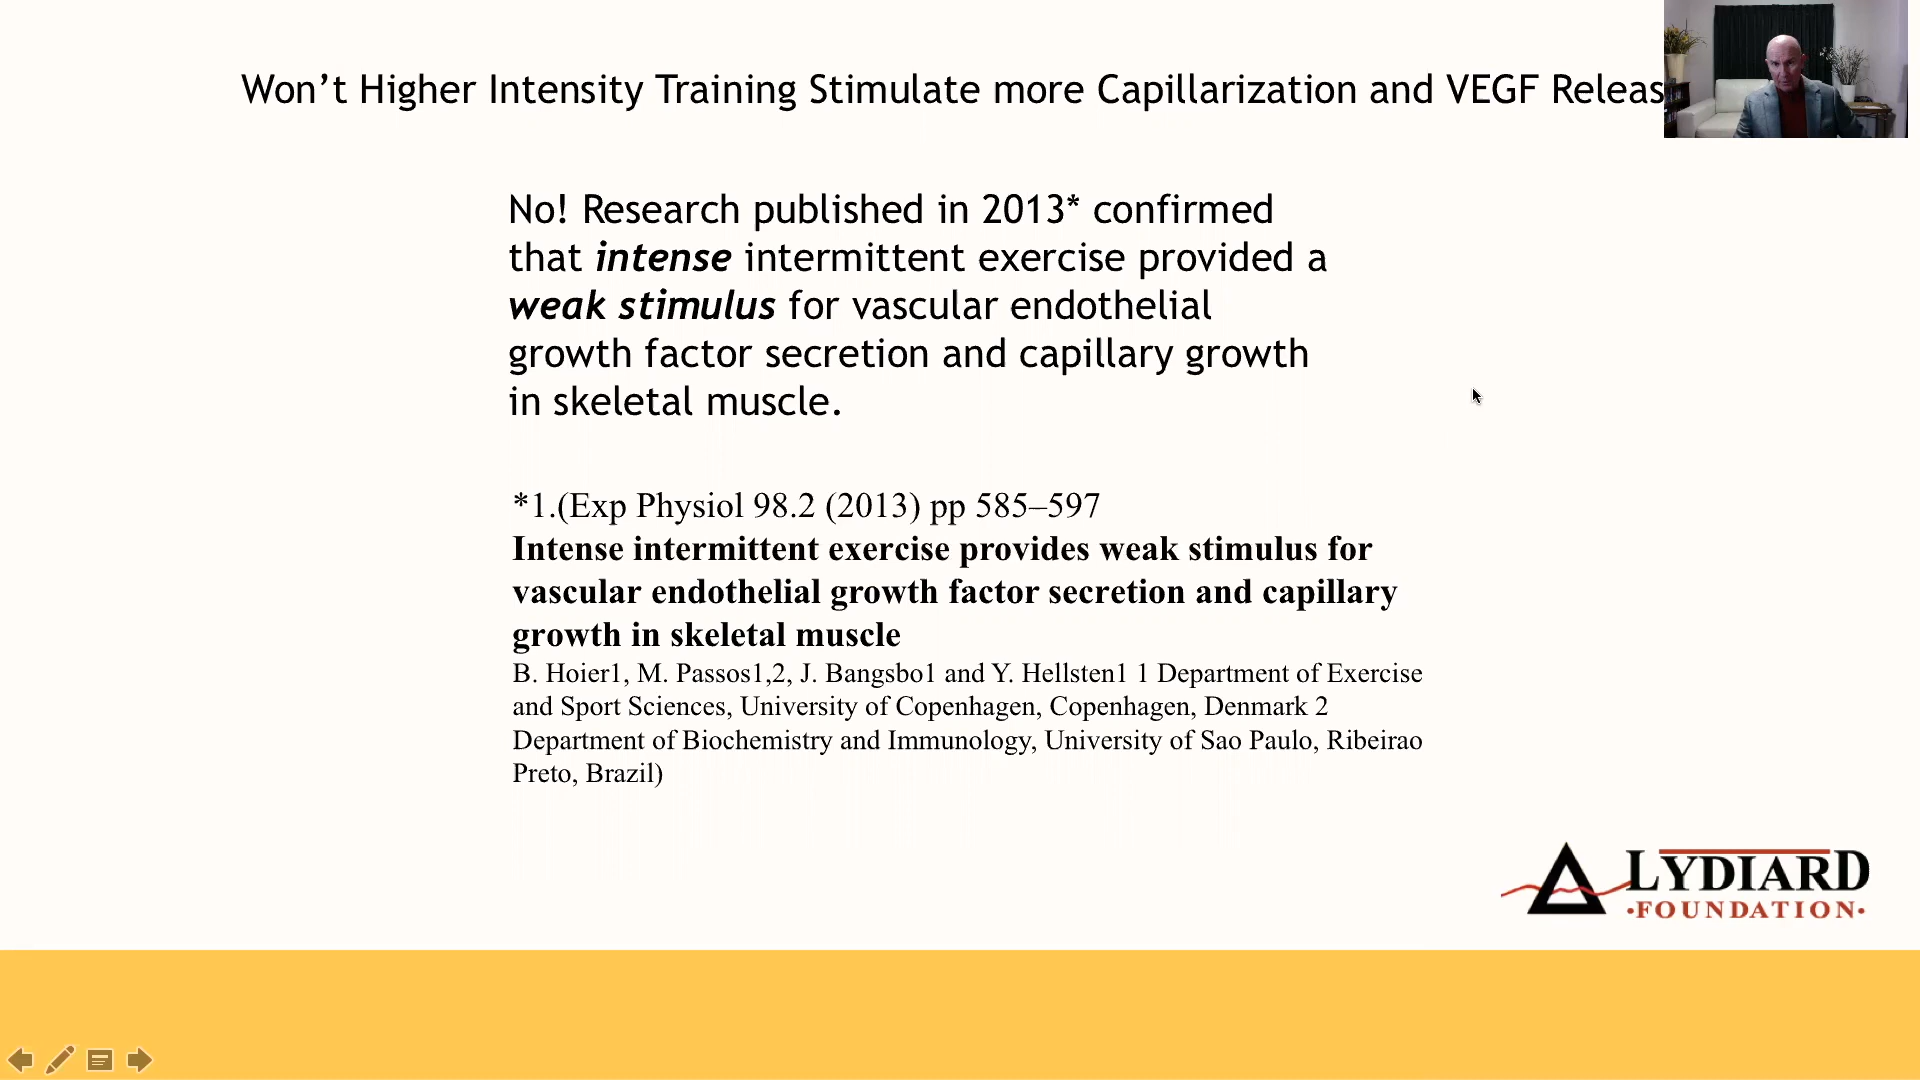 Won’t Higher Intensity Training Stimulate more Capillarization and VEGF Releas
No! Research published in 2013* confirmed
that intense intermittent exercise provided a
weak stimulus for vascular endothelial
growth factor secretion and capillary growth
in skeletal muscle.
*1.(Exp Physiol 98.2 (2013) pp 585–597
Intense intermittent exercise provides weak stimulus for
vascular endothelial growth factor secretion and capillary
growth in skeletal muscle
B. Hoier1, M. Passos1,2, J. Bangsbo1 and Y. Hellsten1 1 Department of Exercise
and Sport Sciences, University of Copenhagen, Copenhagen, Denmark 2
Department of Biochemistry and Immunology, University of Sao Paulo, Ribeirao
Preto, Brazil)
LYDIARD
·FOUNDATION·